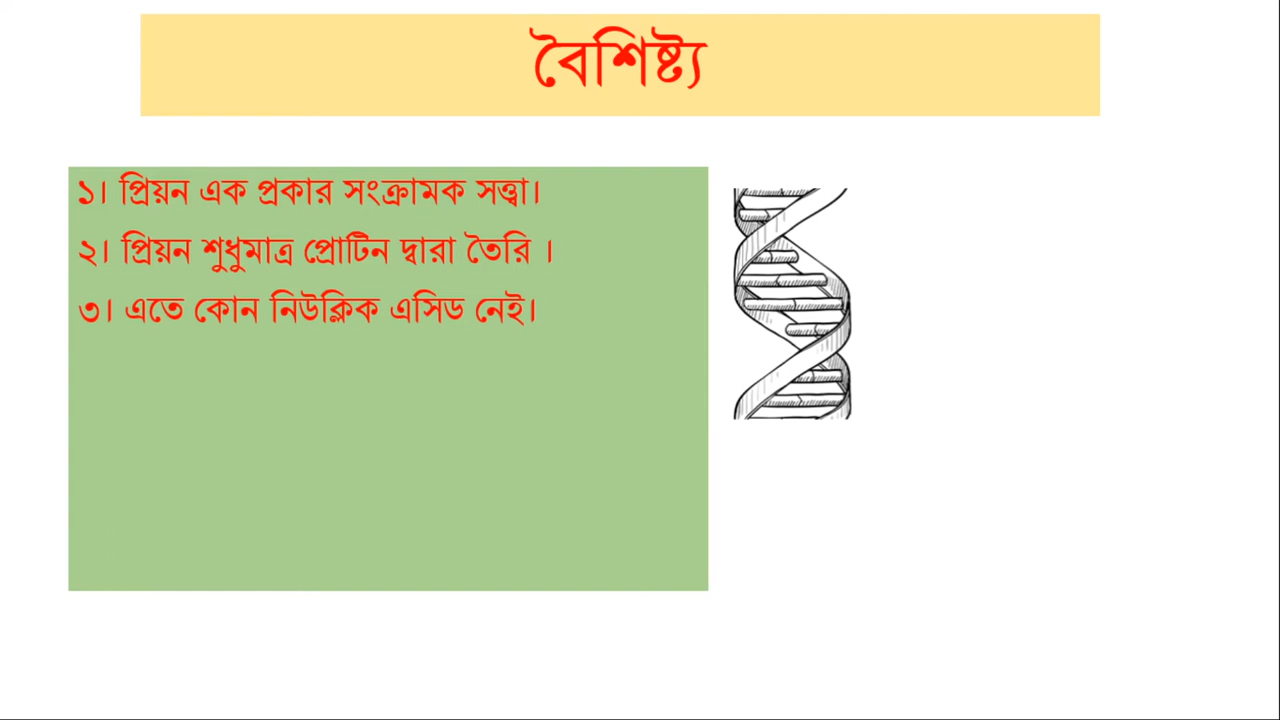 বৈশিষ্ট্য
১। প্রিয়ন এক প্রকার সংক্রামক সত্ত্বা।
২। প্রিয়ন শুধুমাত্র প্রোটিন দ্বারা তৈরি ।
৩। এতে কোন নিউক্লিক এসিড নেই।